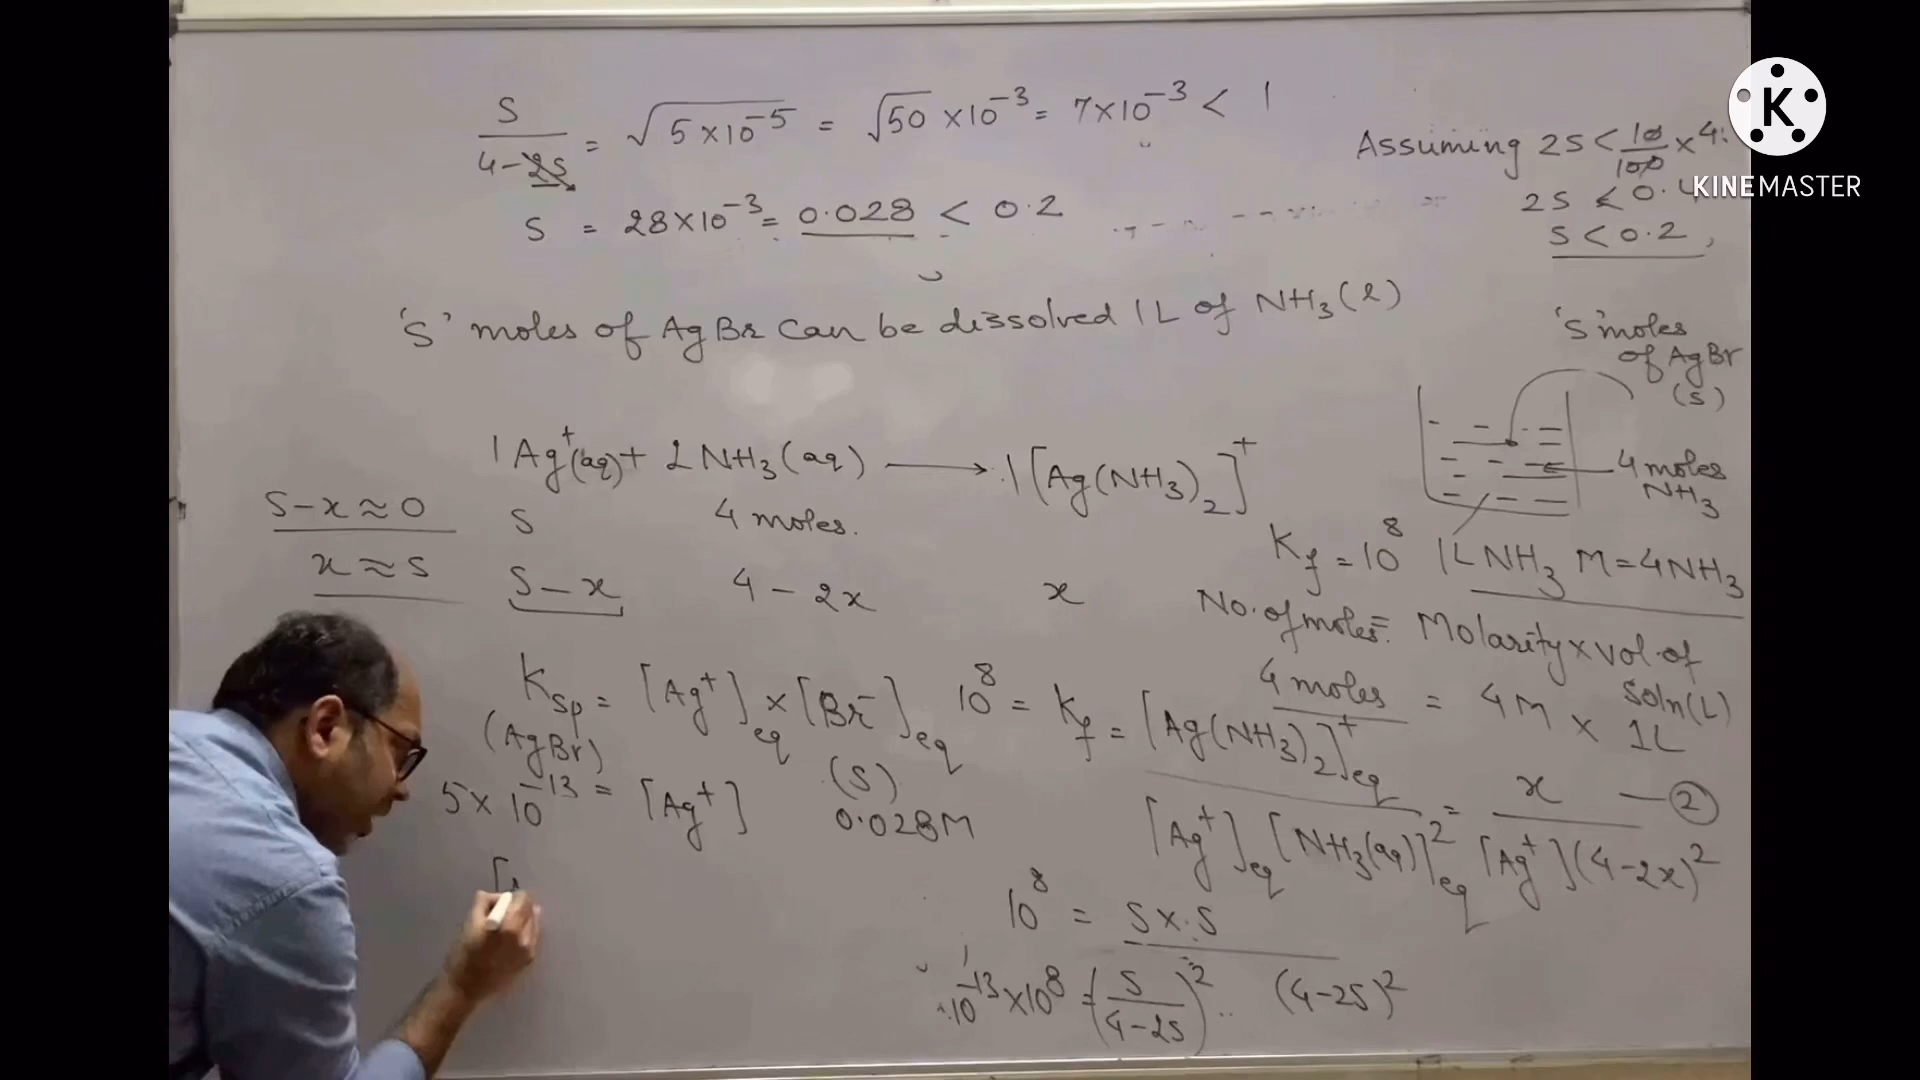 S / 4-2S = √5×10⁻⁵ = √50 ×10⁻³ = 7×10⁻³ < 1
Assuming 2S < 10/100 × 4
2S < 0.4
S < 0.2
S = 28×10⁻³ = 0.028 < 0.2
KINEMASTER
'S' moles of AgBr can be dissolved 1L of NH₃(l)
'S' moles
of AgBr
(s)
4 moles
NH₃
1 Ag⁺(aq) + 2NH₃(aq) → 1[Ag(NH₃)₂]⁺
S-x≈0
x≈S
S 4 moles.
S-x 4-2x x
K_f = 10⁸ 1L NH₃ M=4NH₃
No. of moles = Molarity×vol. of
soln(L)
4 moles = 4M × 1L
Ksp = [Ag⁺]eq × [Br⁻]eq
(AgBr)
(S)
5×10⁻¹³ = [Ag⁺] 0.028M
10⁸ = K_f = [Ag(NH₃)₂]⁺eq / [Ag⁺]eq [NH₃(aq)]²eq = x / [Ag⁺](4-2x)² — ②
10⁸ = S×S
(4-2S)²
10⁻¹³×10⁸ = (S / 4-2S)²